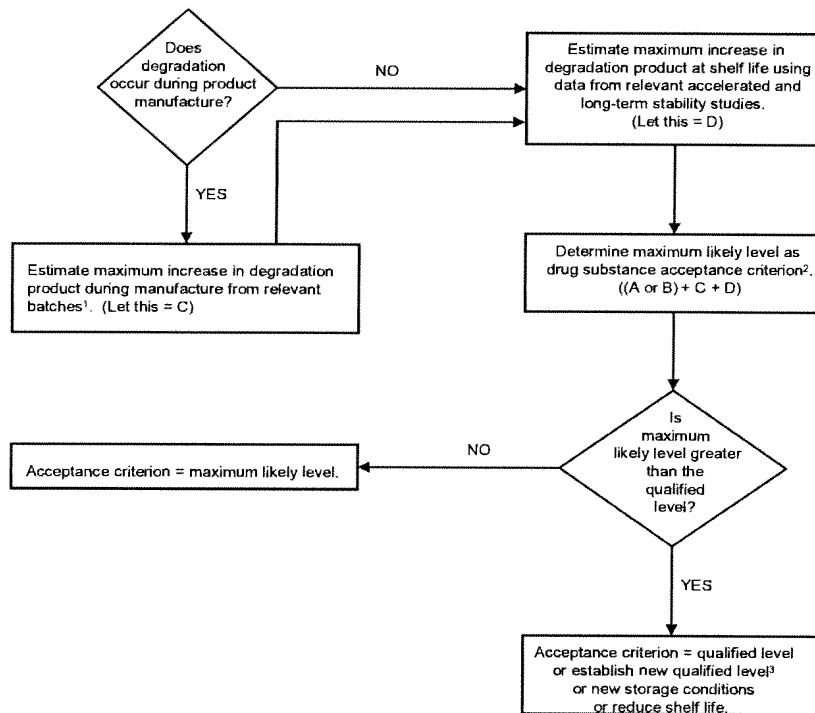 Does
degradation
occur during product
manufacture?
NO
Estimate maximum increase in
degradation product at shelf life using
data from relevant accelerated and
long-term stability studies.
(Let this = D)
YES
Estimate maximum increase in degradation
product during manufacture from relevant
batches¹. (Let this = C)
Determine maximum likely level as
drug substance acceptance criterion².
((A or B) + C + D)
Is
maximum
likely level greater
than the
qualified
level?
NO
Acceptance criterion = maximum likely level.
YES
Acceptance criterion = qualified level
or establish new qualified level³
or new storage conditions
or reduce shelf life.